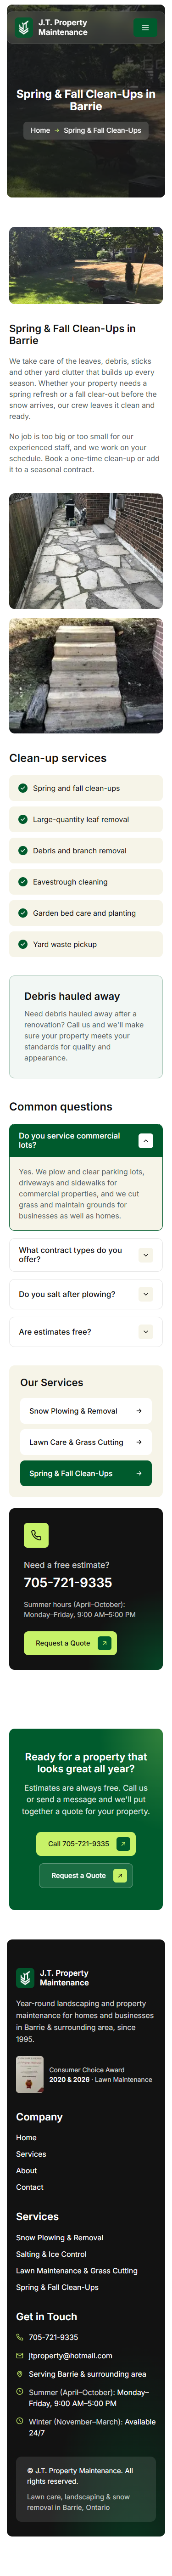 J.T. Property
Maintenance
Spring & Fall Clean-Ups in
Barrie
Home → Spring & Fall Clean-Ups
Spring & Fall Clean-Ups in
Barrie
We take care of the leaves, debris, sticks
and other yard clutter that builds up every
season. Whether your property needs a
spring refresh or a fall clear-out before the
snow arrives, our crew leaves it clean and
ready.
No job is too big or too small for our
experienced staff, and we work on your
schedule. Book a one-time clean-up or add
it to a seasonal contract.
Clean-up services
Spring and fall clean-ups
Large-quantity leaf removal
Debris and branch removal
Eavestrough cleaning
Garden bed care and planting
Yard waste pickup
Debris hauled away
Need debris hauled away after a
renovation? Call us and we'll make
sure your property meets your
standards for quality and
appearance.
Common questions
Do you service commercial
lots?
Yes. We plow and clear parking lots,
driveways and sidewalks for
commercial properties, and we cut
grass and maintain grounds for
businesses as well as homes.
What contract types do you
offer?
Do you salt after plowing?
Are estimates free?
Our Services
Snow Plowing & Removal →
Lawn Care & Grass Cutting →
Spring & Fall Clean-Ups →
Need a free estimate?
705-721-9335
Summer hours (April–October):
Monday–Friday, 9:00 AM–5:00 PM
Request a Quote
Ready for a property that
looks great all year?
Estimates are always free. Call us
or send a message and we'll put
together a quote for your property.
Call 705-721-9335
Request a Quote
J.T. Property
Maintenance
Year-round landscaping and property
maintenance for homes and businesses
in Barrie & surrounding area, since
1995.
Consumer Choice Award
2020 & 2026 · Lawn Maintenance
Company
Home
Services
About
Contact
Services
Snow Plowing & Removal
Salting & Ice Control
Lawn Maintenance & Grass Cutting
Spring & Fall Clean-Ups
Get in Touch
705-721-9335
jtproperty@hotmail.com
Serving Barrie & surrounding area
Summer (April–October): Monday–
Friday, 9:00 AM–5:00 PM
Winter (November–March): Available
24/7
© J.T. Property Maintenance. All
rights reserved.
Lawn care, landscaping & snow
removal in Barrie, Ontario